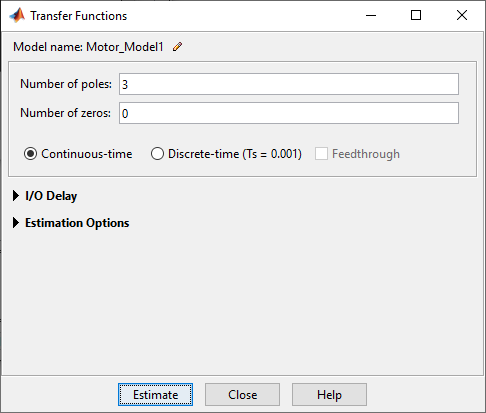 Transfer Functions
Model name: Motor_Model1
Number of poles: 3
Number of zeros: 0
Continuous-time Discrete-time (Ts = 0.001) Feedthrough
I/O Delay
Estimation Options
Estimate Close Help